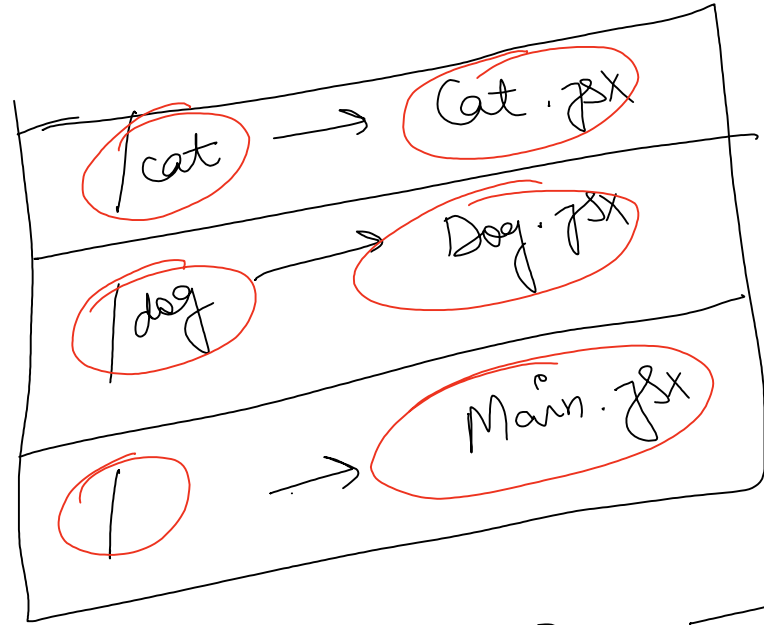 /cat → Cat.jsx
/dog → Dog.jsx
/ → Main.jsx